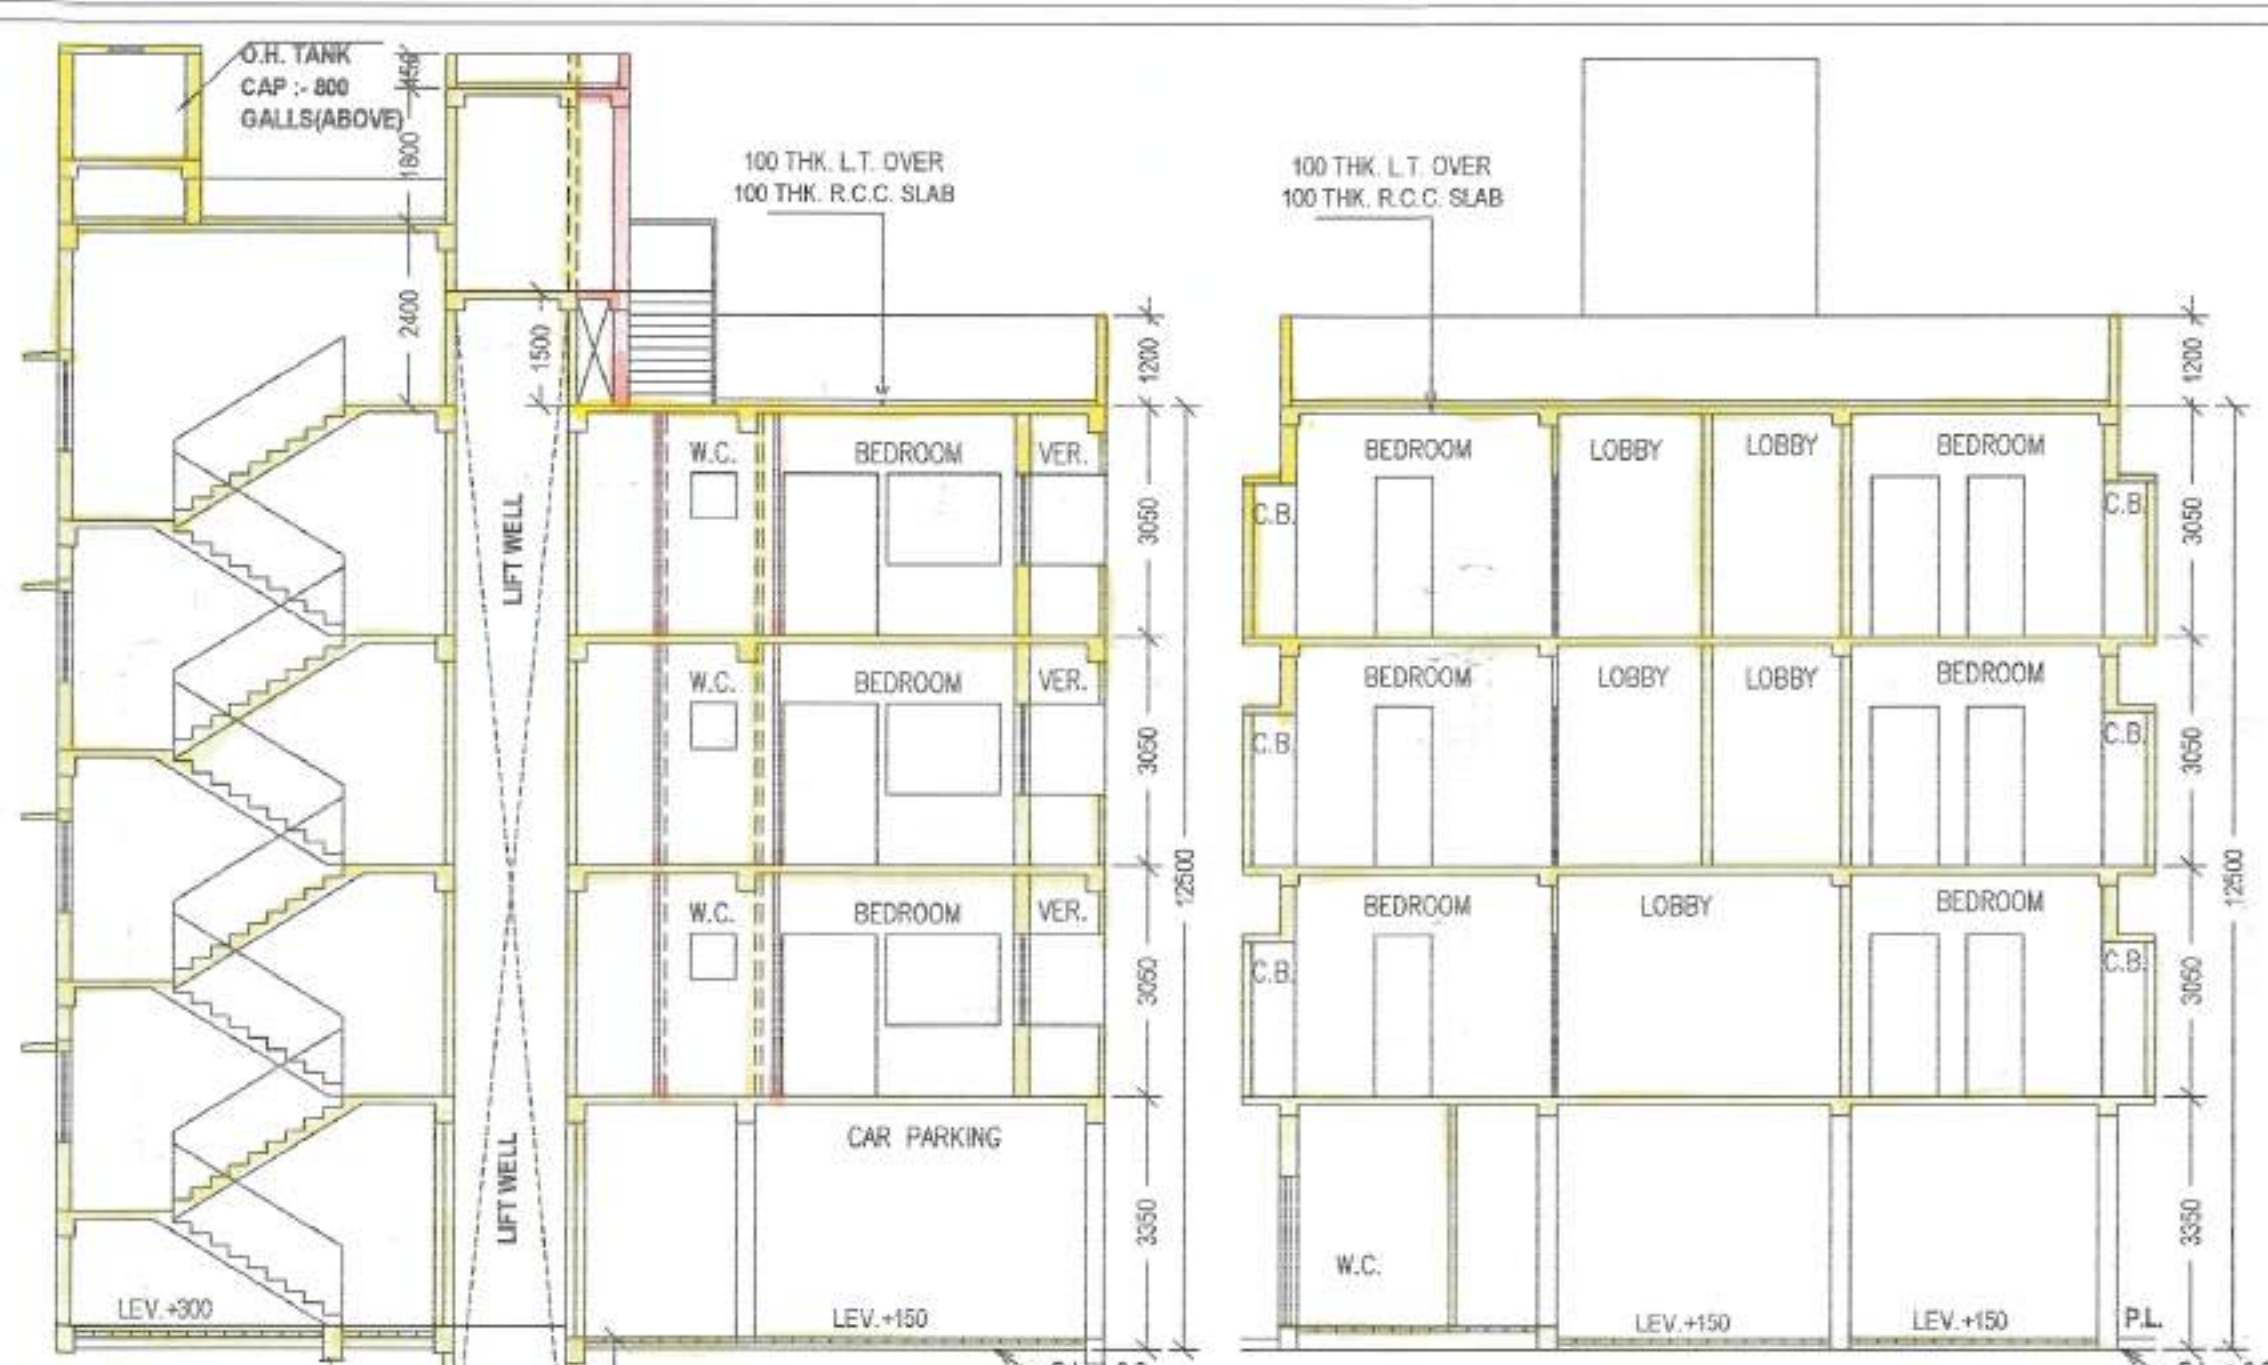 O.H. TANK
CAP :- 800
GALLS(ABOVE)
450
1800
2400
1500
100 THK. L.T. OVER
100 THK. R.C.C. SLAB
LIFT WELL
LIFT WELL
W.C.
BEDROOM
VER.
W.C.
BEDROOM
VER.
W.C.
BEDROOM
VER.
CAR PARKING
LEV.+300
LEV.+150
1200
3050
3050
3050
3350
12500
100 THK. L.T. OVER
100 THK. R.C.C. SLAB
BEDROOM
LOBBY
LOBBY
BEDROOM
C.B.
C.B.
BEDROOM
LOBBY
LOBBY
BEDROOM
C.B.
C.B.
BEDROOM
LOBBY
BEDROOM
C.B.
C.B.
W.C.
LEV.+150
LEV.+150
P.L.
1200
3050
3050
3050
3350
12500